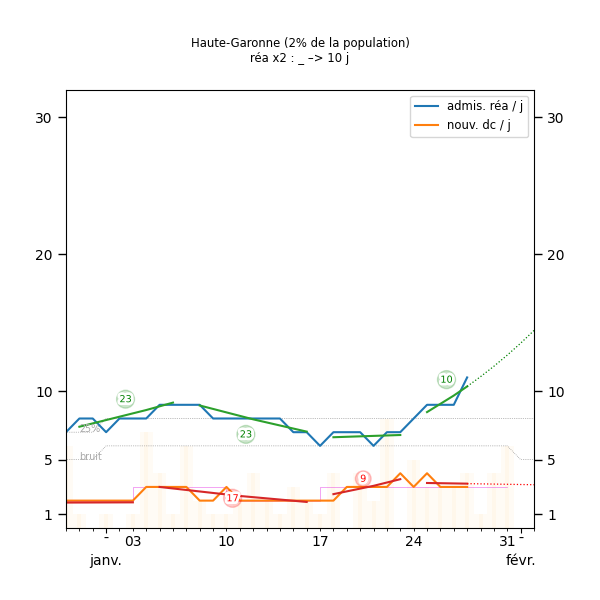 Haute-Garonne (2% de la population)
réa x2 : _ –> 10 j
admis. réa / j
nouv. dc / j
30 30
20 20
10 10
5 5
1 1
23
23
10
25%
bruit
17
9
03 10 17 24 31
janv. févr.